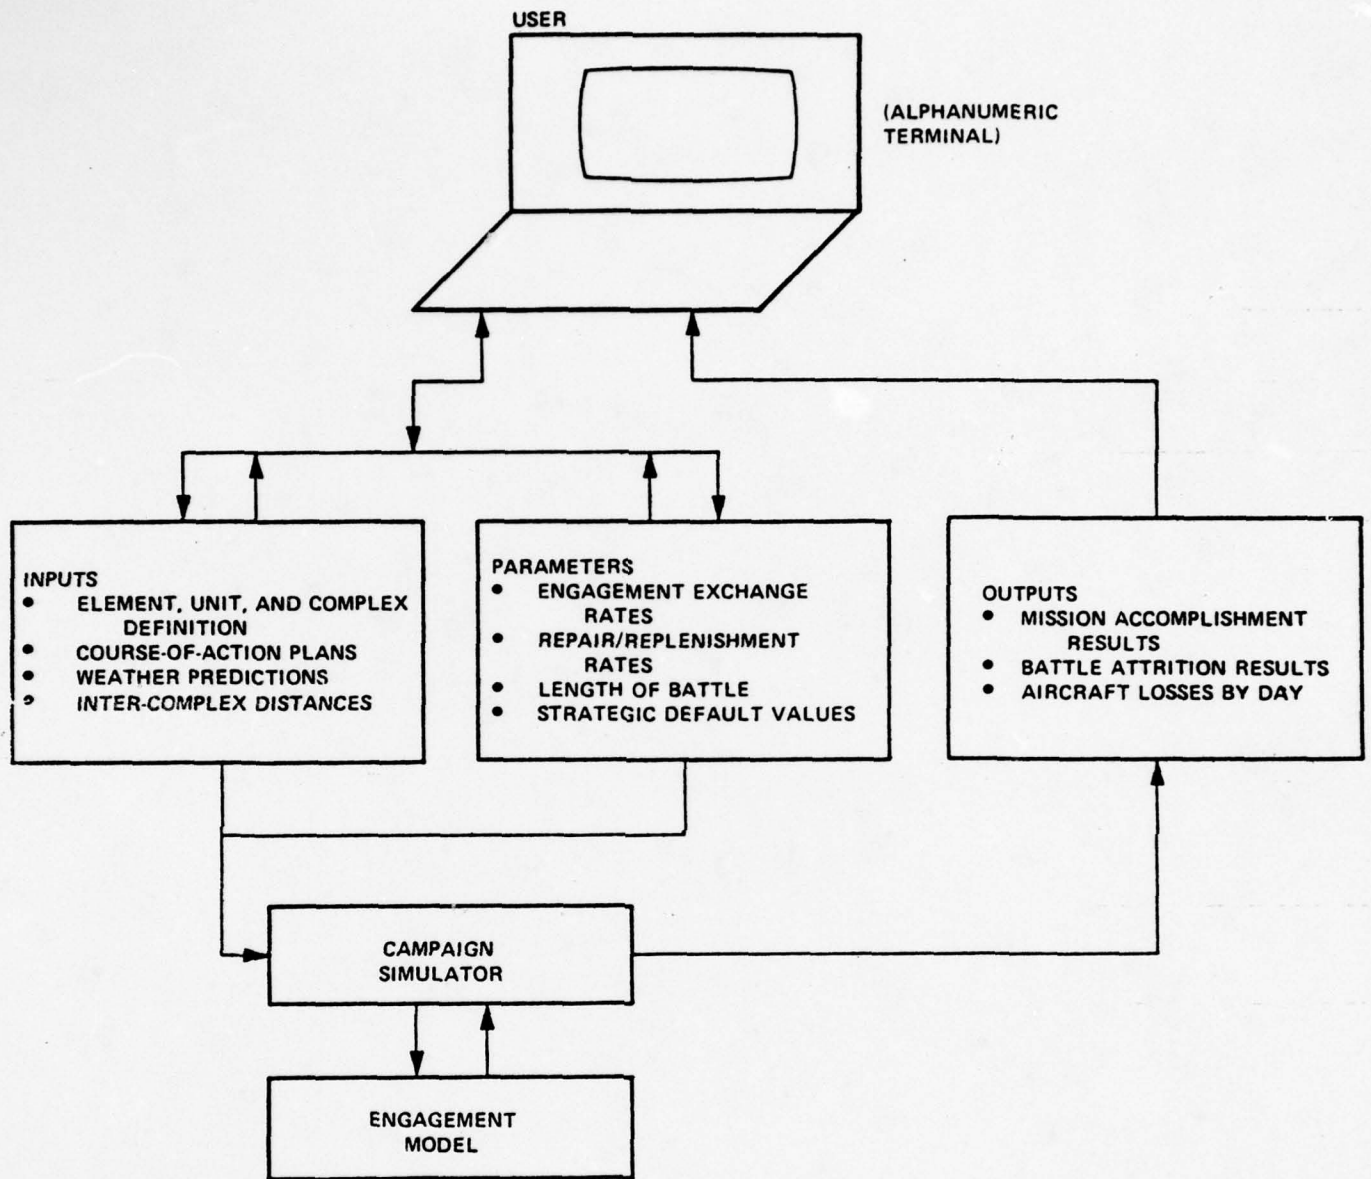 USER
(ALPHANUMERIC
TERMINAL)
INPUTS
• ELEMENT, UNIT, AND COMPLEX
DEFINITION
• COURSE-OF-ACTION PLANS
• WEATHER PREDICTIONS
• INTER-COMPLEX DISTANCES
PARAMETERS
• ENGAGEMENT EXCHANGE
RATES
• REPAIR/REPLENISHMENT
RATES
• LENGTH OF BATTLE
• STRATEGIC DEFAULT VALUES
OUTPUTS
• MISSION ACCOMPLISHMENT
RESULTS
• BATTLE ATTRITION RESULTS
• AIRCRAFT LOSSES BY DAY
CAMPAIGN
SIMULATOR
ENGAGEMENT
MODEL